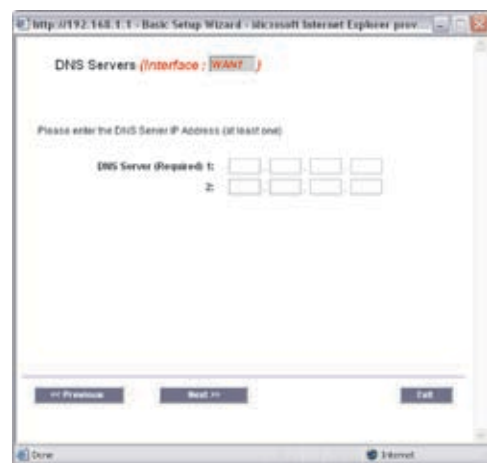 http://192.168.1.1 - Basic Setup Wizard - Microsoft Internet Explorer prov...
DNS Servers (Interface : WAN1 )
Please enter the DNS Server IP Address (at least one)
DNS Server (Required) 1:
2:
<< Previous
Next >>
Exit
Done
Internet